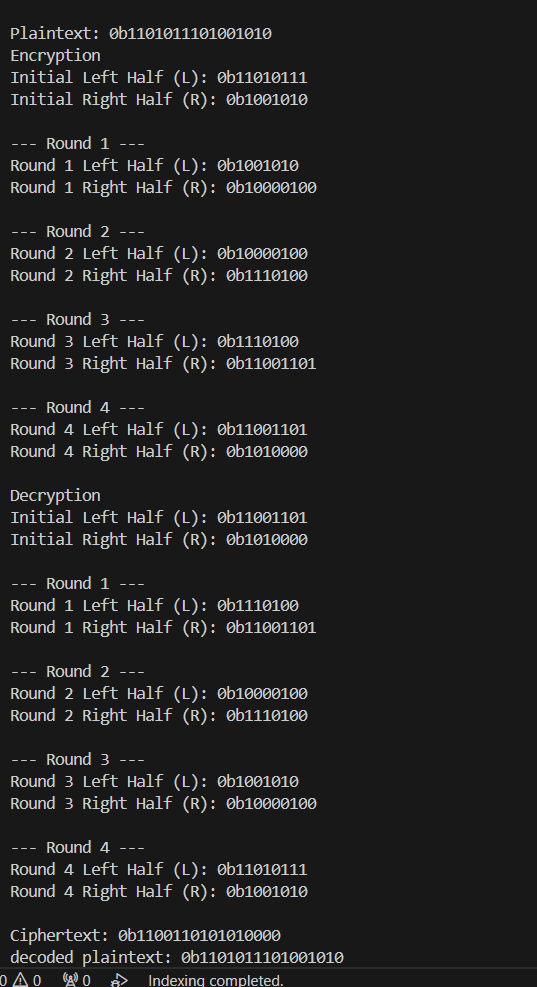 Plaintext: 0b1101011101001010
Encryption
Initial Left Half (L): 0b11010111
Initial Right Half (R): 0b1001010
--- Round 1 ---
Round 1 Left Half (L): 0b1001010
Round 1 Right Half (R): 0b10000100
--- Round 2 ---
Round 2 Left Half (L): 0b10000100
Round 2 Right Half (R): 0b1110100
--- Round 3 ---
Round 3 Left Half (L): 0b1110100
Round 3 Right Half (R): 0b11001101
--- Round 4 ---
Round 4 Left Half (L): 0b11001101
Round 4 Right Half (R): 0b1010000
Decryption
Initial Left Half (L): 0b11001101
Initial Right Half (R): 0b1010000
--- Round 1 ---
Round 1 Left Half (L): 0b1110100
Round 1 Right Half (R): 0b11001101
--- Round 2 ---
Round 2 Left Half (L): 0b10000100
Round 2 Right Half (R): 0b1110100
--- Round 3 ---
Round 3 Left Half (L): 0b1001010
Round 3 Right Half (R): 0b10000100
--- Round 4 ---
Round 4 Left Half (L): 0b11010111
Round 4 Right Half (R): 0b1001010
Ciphertext: 0b1100110101010000
decoded plaintext: 0b1101011101001010
0 0 0 Indexing completed.